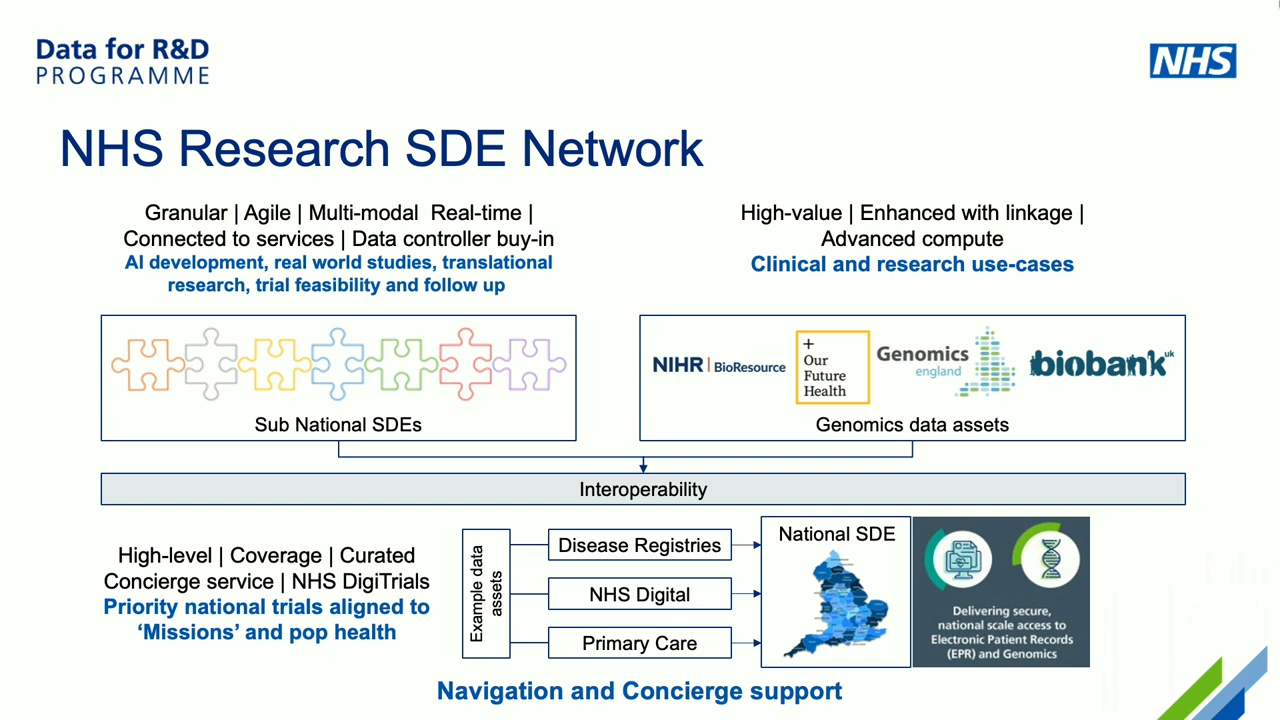 Data for R&D
PROGRAMME
NHS
NHS Research SDE Network
Granular | Agile | Multi-modal Real-time |
Connected to services | Data controller buy-in
AI development, real world studies, translational
research, trial feasibility and follow up
High-value | Enhanced with linkage |
Advanced compute
Clinical and research use-cases
Sub National SDEs
NIHR | BioResource
+
Our
Future
Health
Genomics
england
biobank uk
Genomics data assets
Interoperability
High-level | Coverage | Curated
Concierge service | NHS DigiTrials
Priority national trials aligned to
‘Missions’ and pop health
Example data
assets
Disease Registries
NHS Digital
Primary Care
National SDE
Delivering secure,
national scale access to
Electronic Patient Records
(EPR) and Genomics
Navigation and Concierge support